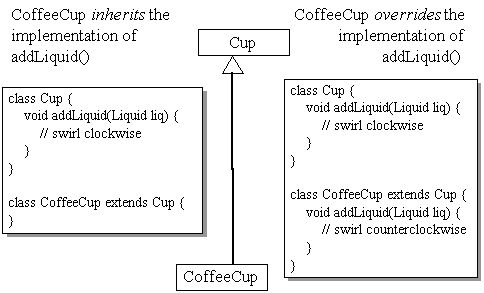 CoffeeCup inherits the
implementation of
addLiquid()
class Cup {
void addLiquid(Liquid liq) {
// swirl clockwise
}
}
class CoffeeCup extends Cup {
}
Cup
CoffeeCup
CoffeeCup overrides the
implementation of
addLiquid()
class Cup {
void addLiquid(Liquid liq) {
// swirl clockwise
}
}
class CoffeeCup extends Cup {
void addLiquid(Liquid liq) {
// swirl counterclockwise
}
}